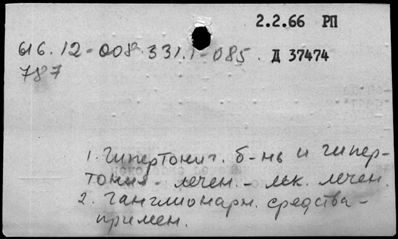 2.2.66 РП
616.12-008.331.1-085. Д 37474
787
1. Гипертонич. б-нь и гипер-
тония - лечен. - лек. лечен.
2. Ганглионарн. средства -
примен.